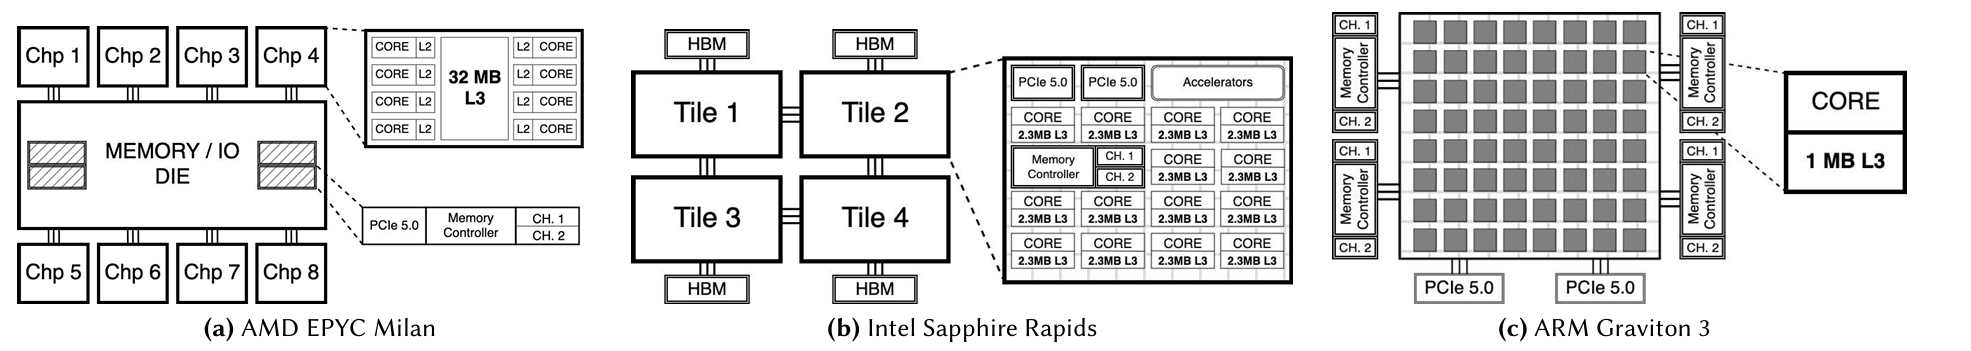 Chp 1
Chp 2
Chp 3
Chp 4
MEMORY / IO
DIE
Chp 5
Chp 6
Chp 7
Chp 8
CORE L2
CORE L2
CORE L2
CORE L2
32 MB
L3
L2 CORE
L2 CORE
L2 CORE
L2 CORE
PCIe 5.0
Memory
Controller
CH. 1
CH. 2
(a) AMD EPYC Milan
HBM
HBM
Tile 1
Tile 2
Tile 3
Tile 4
HBM
HBM
PCIe 5.0
PCIe 5.0
Accelerators
CORE CORE CORE CORE
2.3MB L3 2.3MB L3 2.3MB L3 2.3MB L3
Memory
Controller
CH. 1
CH. 2
CORE CORE
2.3MB L3 2.3MB L3
CORE CORE CORE CORE
2.3MB L3 2.3MB L3 2.3MB L3 2.3MB L3
CORE CORE CORE CORE
2.3MB L3 2.3MB L3 2.3MB L3 2.3MB L3
(b) Intel Sapphire Rapids
CH. 1
Memory
Controller
CH. 2
CH. 1
Memory
Controller
CH. 2
CH. 1
Memory
Controller
CH. 2
CH. 1
Memory
Controller
CH. 2
PCIe 5.0
PCIe 5.0
CORE
1 MB L3
(c) ARM Graviton 3